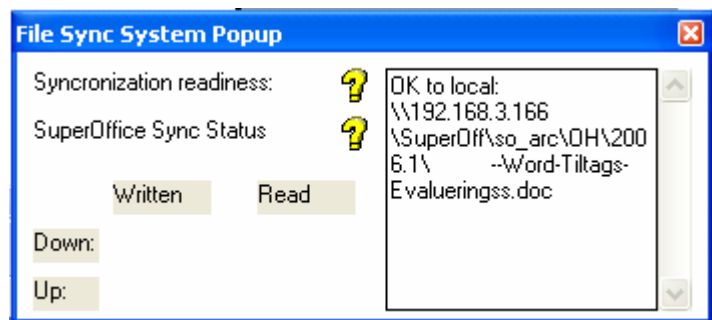 File Sync System Popup
Syncronization readiness:
SuperOffice Sync Status
Written Read
Down:
Up:
OK to local:
\\192.168.3.166
\SuperOff\so_arc\OH\200
6.1\ --Word-Tiltags-
Evalueringss.doc